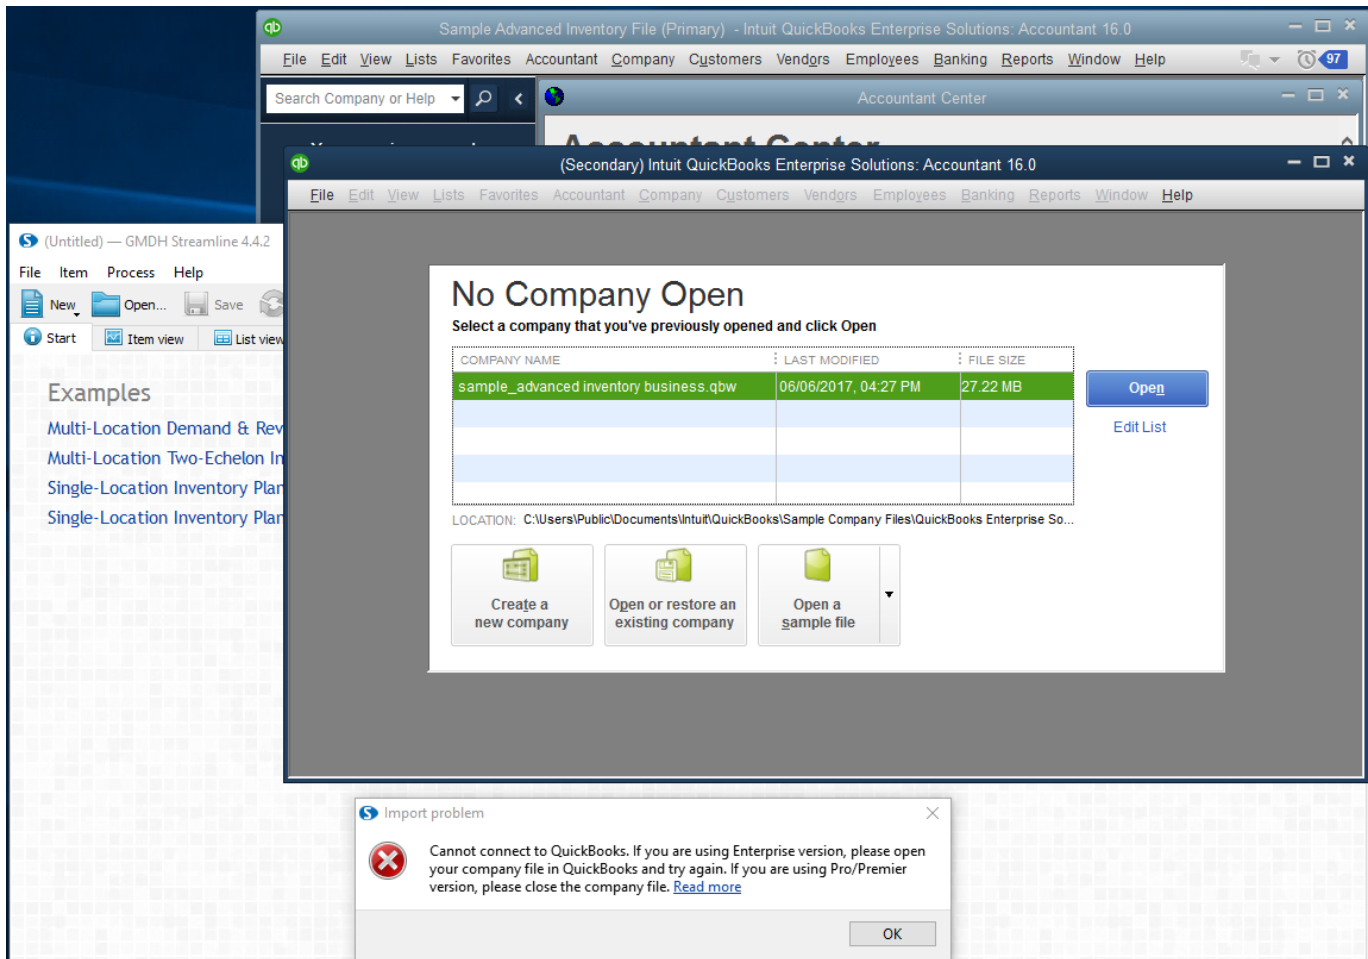 Sample Advanced Inventory File (Primary) - Intuit QuickBooks Enterprise Solutions: Accountant 16.0
File Edit View Lists Favorites Accountant Company Customers Vendors Employees Banking Reports Window Help 97
Search Company or Help
Accountant Center
Accountant Center
(Secondary) Intuit QuickBooks Enterprise Solutions: Accountant 16.0
File Edit View Lists Favorites Accountant Company Customers Vendors Employees Banking Reports Window Help
(Untitled) — GMDH Streamline 4.4.2
File Item Process Help
New Open... Save
Start Item view List view
Examples
Multi-Location Demand & Rev
Multi-Location Two-Echelon In
Single-Location Inventory Plan
Single-Location Inventory Plan
No Company Open
Select a company that you've previously opened and click Open
COMPANY NAME LAST MODIFIED FILE SIZE
sample_advanced inventory business.qbw 06/06/2017, 04:27 PM 27.22 MB
Open
Edit List
LOCATION: C:\Users\Public\Documents\Intuit\QuickBooks\Sample Company Files\QuickBooks Enterprise So...
Create a
new company
Open or restore an
existing company
Open a
sample file
Import problem
Cannot connect to QuickBooks. If you are using Enterprise version, please open
your company file in QuickBooks and try again. If you are using Pro/Premier
version, please close the company file. Read more
OK